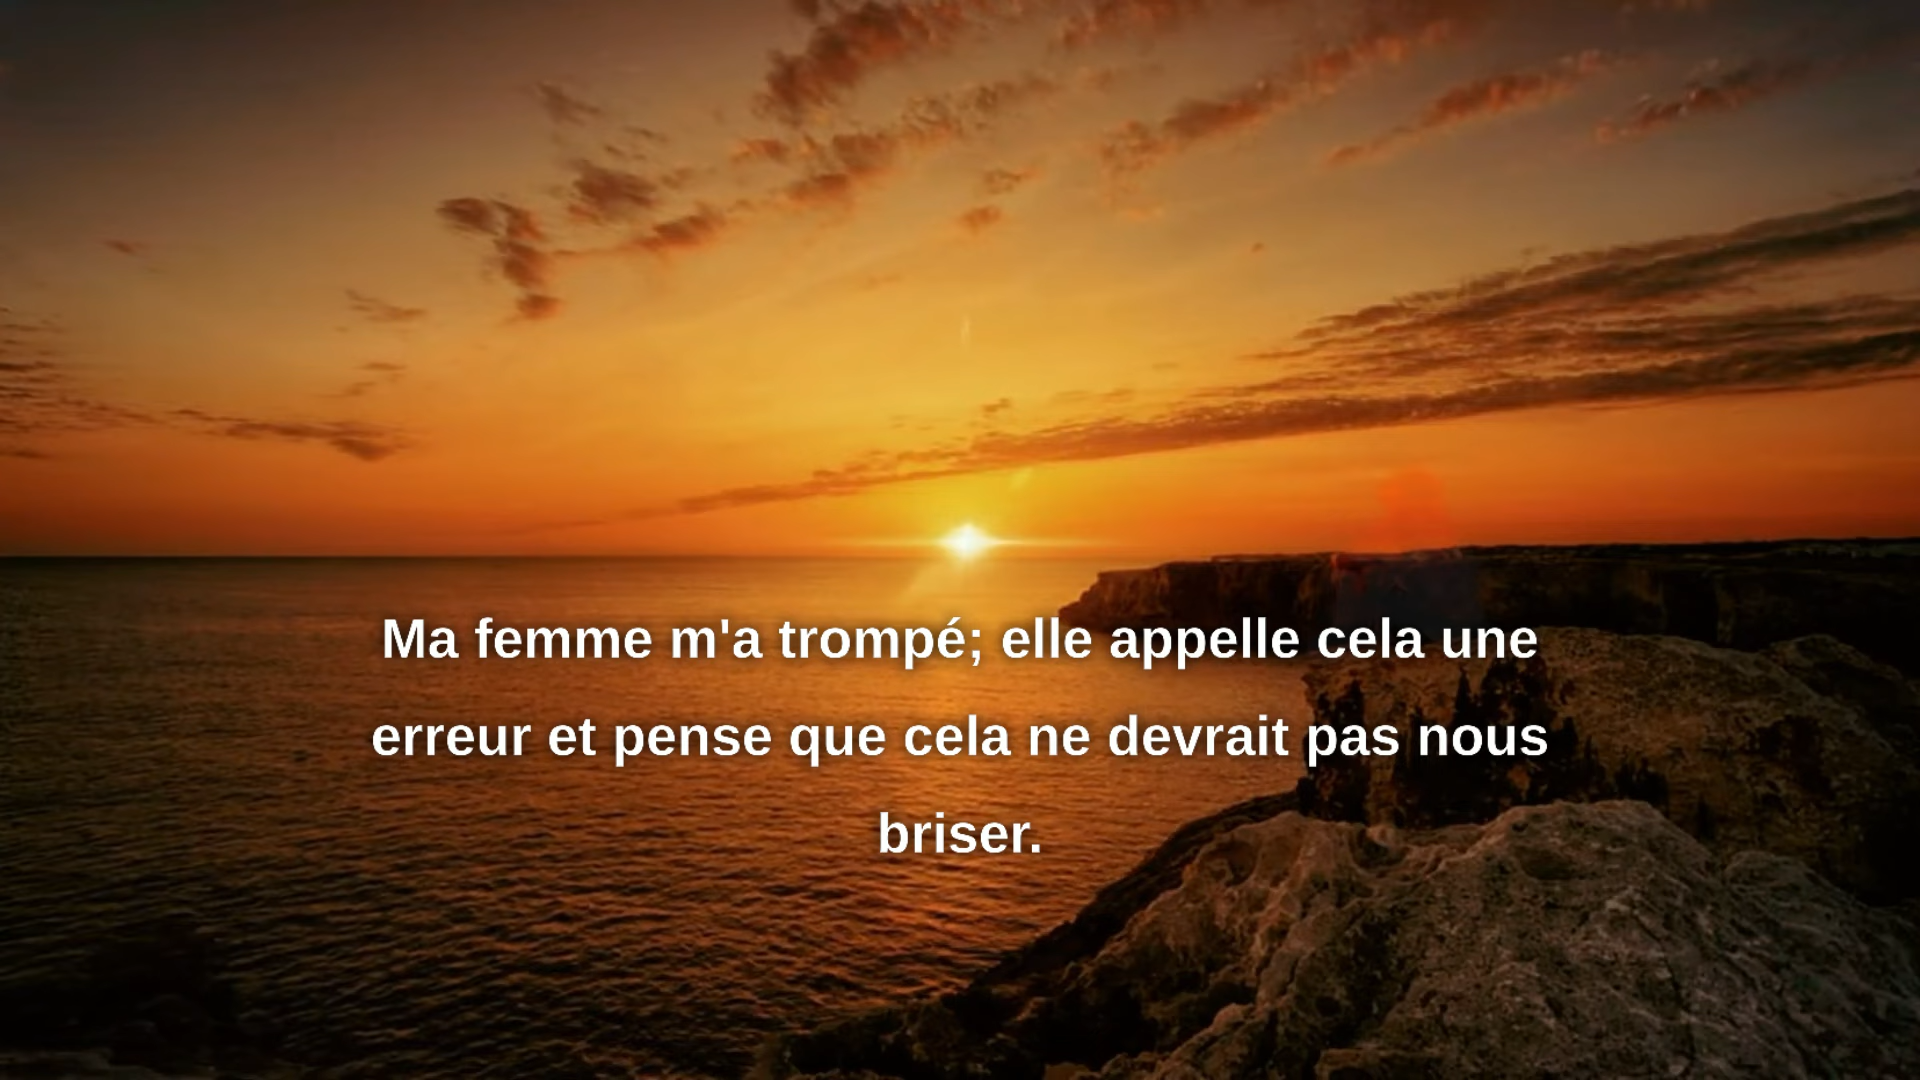 Ma femme m'a trompé; elle appelle cela une
erreur et pense que cela ne devrait pas nous
briser.